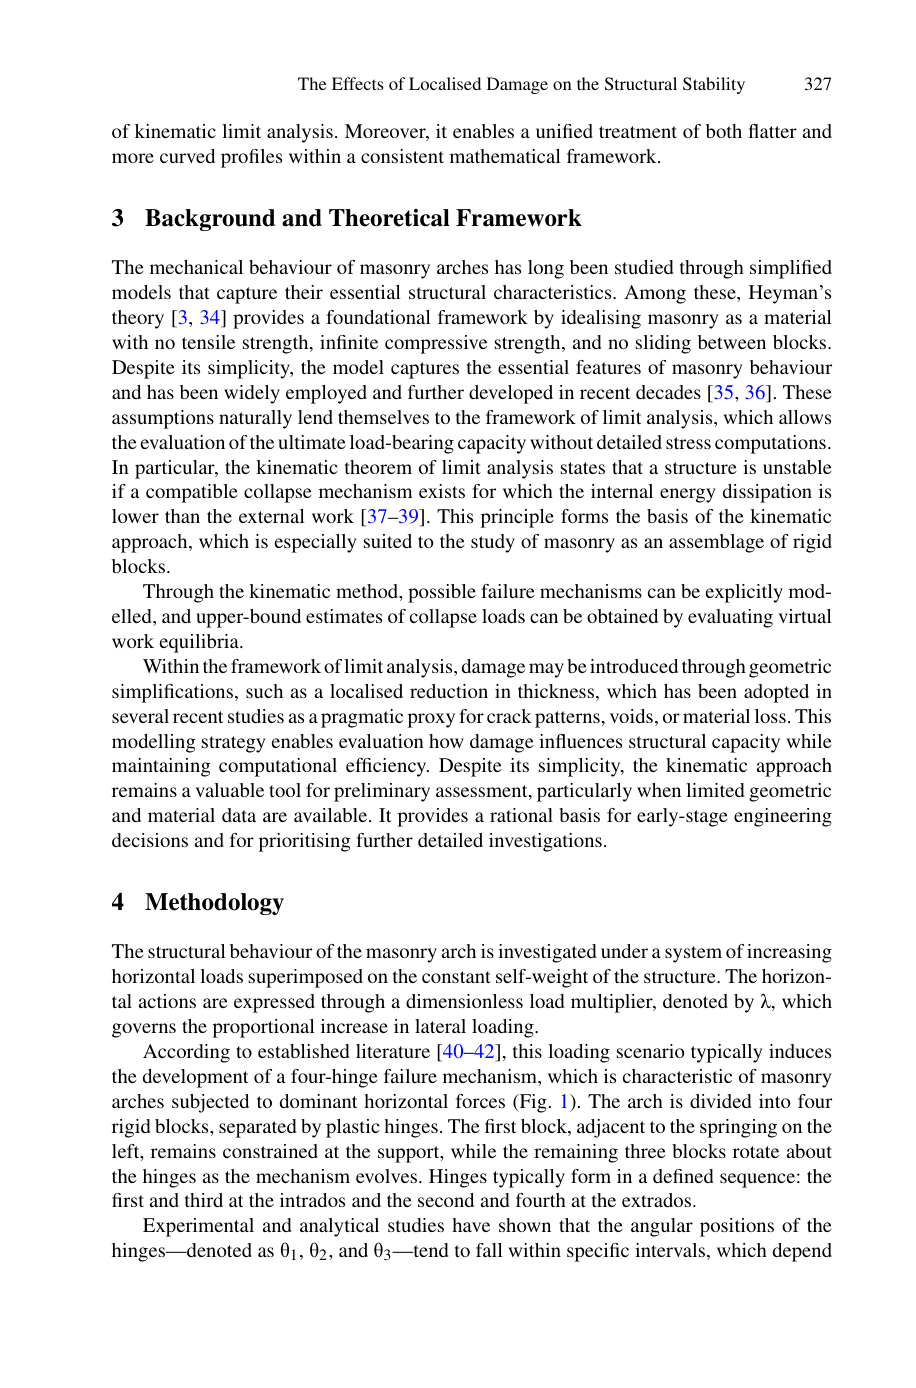 The Effects of Localised Damage on the Structural Stability 327
of kinematic limit analysis. Moreover, it enables a unified treatment of both flatter and
more curved profiles within a consistent mathematical framework.
3 Background and Theoretical Framework
The mechanical behaviour of masonry arches has long been studied through simplified
models that capture their essential structural characteristics. Among these, Heyman's
theory [3, 34] provides a foundational framework by idealising masonry as a material
with no tensile strength, infinite compressive strength, and no sliding between blocks.
Despite its simplicity, the model captures the essential features of masonry behaviour
and has been widely employed and further developed in recent decades [35, 36]. These
assumptions naturally lend themselves to the framework of limit analysis, which allows
the evaluation of the ultimate load-bearing capacity without detailed stress computations.
In particular, the kinematic theorem of limit analysis states that a structure is unstable
if a compatible collapse mechanism exists for which the internal energy dissipation is
lower than the external work [37–39]. This principle forms the basis of the kinematic
approach, which is especially suited to the study of masonry as an assemblage of rigid
blocks.
Through the kinematic method, possible failure mechanisms can be explicitly mod-
elled, and upper-bound estimates of collapse loads can be obtained by evaluating virtual
work equilibria.
Within the framework of limit analysis, damage may be introduced through geometric
simplifications, such as a localised reduction in thickness, which has been adopted in
several recent studies as a pragmatic proxy for crack patterns, voids, or material loss. This
modelling strategy enables evaluation how damage influences structural capacity while
maintaining computational efficiency. Despite its simplicity, the kinematic approach
remains a valuable tool for preliminary assessment, particularly when limited geometric
and material data are available. It provides a rational basis for early-stage engineering
decisions and for prioritising further detailed investigations.
4 Methodology
The structural behaviour of the masonry arch is investigated under a system of increasing
horizontal loads superimposed on the constant self-weight of the structure. The horizon-
tal actions are expressed through a dimensionless load multiplier, denoted by λ, which
governs the proportional increase in lateral loading.
According to established literature [40–42], this loading scenario typically induces
the development of a four-hinge failure mechanism, which is characteristic of masonry
arches subjected to dominant horizontal forces (Fig. 1). The arch is divided into four
rigid blocks, separated by plastic hinges. The first block, adjacent to the springing on the
left, remains constrained at the support, while the remaining three blocks rotate about
the hinges as the mechanism evolves. Hinges typically form in a defined sequence: the
first and third at the intrados and the second and fourth at the extrados.
Experimental and analytical studies have shown that the angular positions of the
hinges—denoted as θ₁, θ₂, and θ₃—tend to fall within specific intervals, which depend